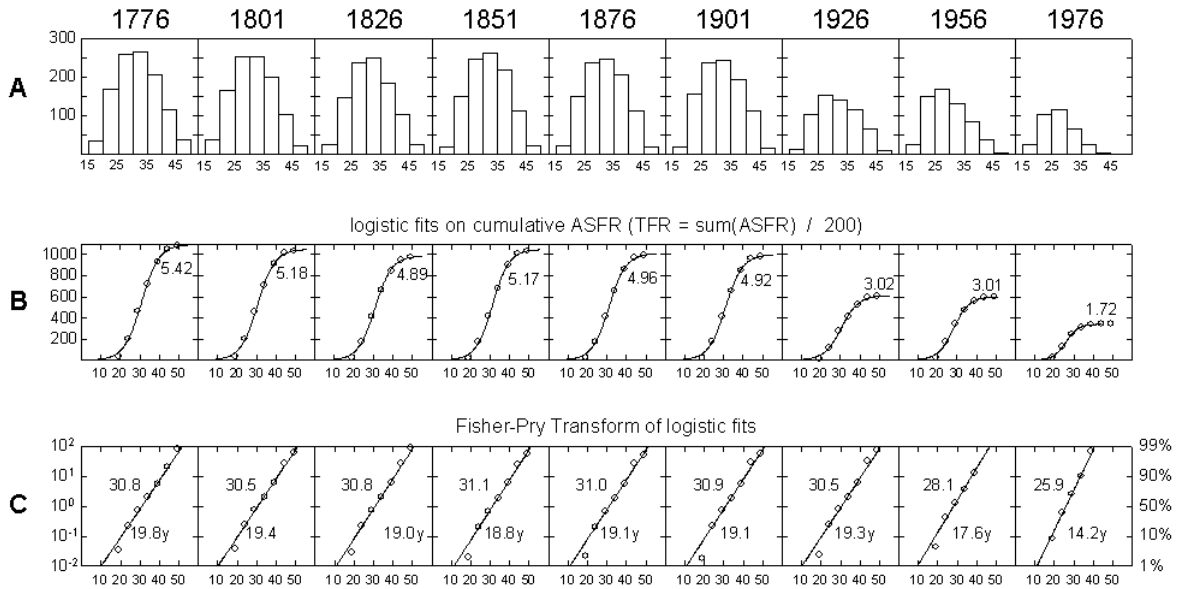 1776 1801 1826 1851 1876 1901 1926 1956 1976
A
300
200
100
15 25 35 45 15 25 35 45 15 25 35 45 15 25 35 45 15 25 35 45 15 25 35 45 15 25 35 45 15 25 35 45 15 25 35 45
logistic fits on cumulative ASFR (TFR = sum(ASFR) / 200)
B
1000
800
600
400
200
5.42 5.18 4.89 5.17 4.96 4.92 3.02 3.01 1.72
10 20 30 40 50 10 20 30 40 50 10 20 30 40 50 10 20 30 40 50 10 20 30 40 50 10 20 30 40 50 10 20 30 40 50 10 20 30 40 50 10 20 30 40 50
Fisher-Pry Transform of logistic fits
C
10² 99%
10¹ 90%
10⁰ 50%
10⁻¹ 10%
10⁻² 1%
30.8 30.5 30.8 31.1 31.0 30.9 30.5 28.1 25.9
19.8y 19.4 19.0y 18.8y 19.1y 19.1 19.3y 17.6y 14.2y
10 20 30 40 50 10 20 30 40 50 10 20 30 40 50 10 20 30 40 50 10 20 30 40 50 10 20 30 40 50 10 20 30 40 50 10 20 30 40 50 10 20 30 40 50